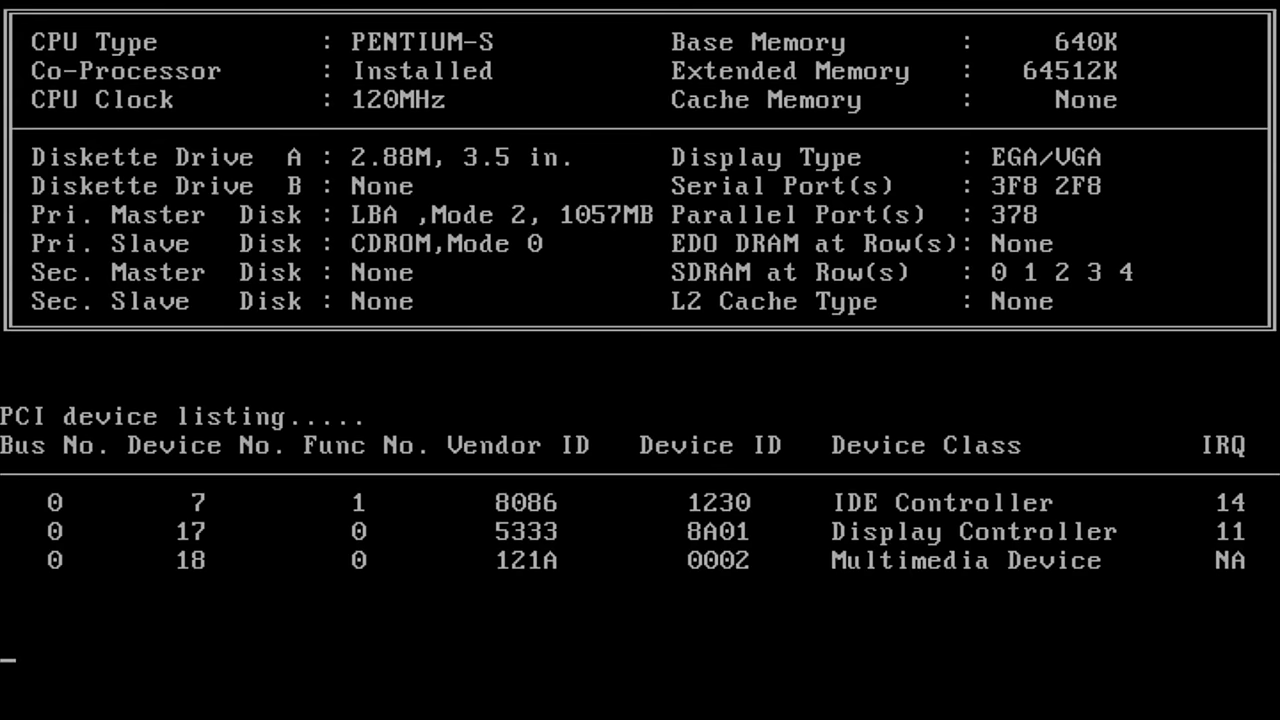 CPU Type : PENTIUM-S Base Memory : 640K
Co-Processor : Installed Extended Memory : 64512K
CPU Clock : 120MHz Cache Memory : None
Diskette Drive A : 2.88M, 3.5 in. Display Type : EGA/VGA
Diskette Drive B : None Serial Port(s) : 3F8 2F8
Pri. Master Disk : LBA ,Mode 2, 1057MB Parallel Port(s) : 378
Pri. Slave Disk : CDROM,Mode 0 EDO DRAM at Row(s): None
Sec. Master Disk : None SDRAM at Row(s) : 0 1 2 3 4
Sec. Slave Disk : None L2 Cache Type : None
PCI device listing.....
Bus No. Device No. Func No. Vendor ID Device ID Device Class IRQ
0 7 1 8086 1230 IDE Controller 14
0 17 0 5333 8A01 Display Controller 11
0 18 0 121A 0002 Multimedia Device NA
_